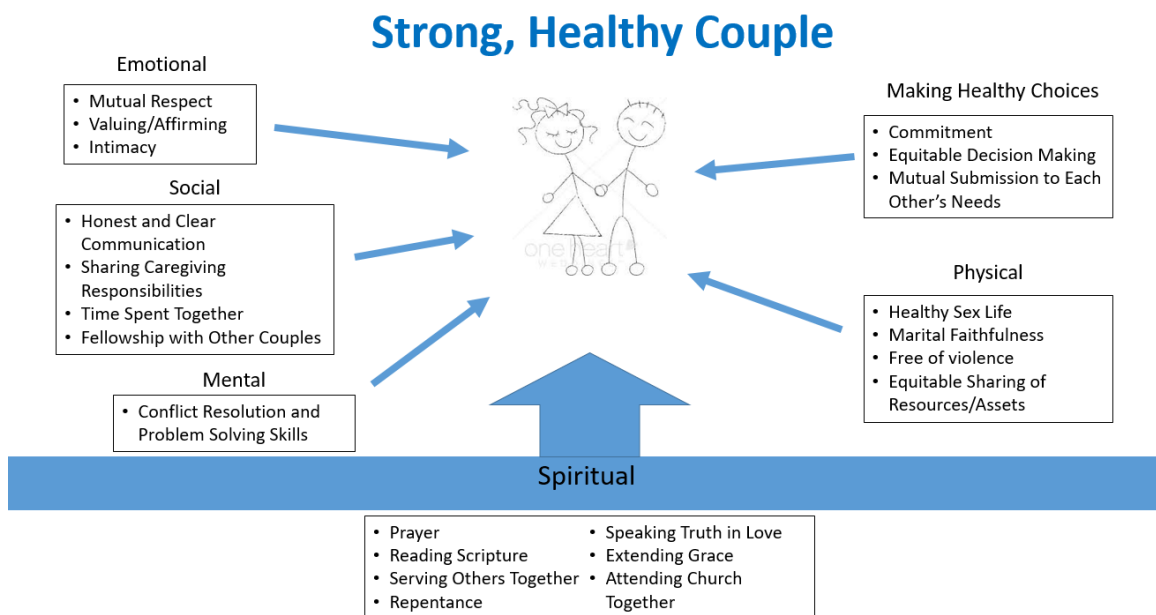 Strong, Healthy Couple
Emotional
• Mutual Respect
• Valuing/Affirming
• Intimacy
Social
• Honest and Clear
Communication
• Sharing Caregiving
Responsibilities
• Time Spent Together
• Fellowship with Other Couples
Mental
• Conflict Resolution and
Problem Solving Skills
one heart
Making Healthy Choices
• Commitment
• Equitable Decision Making
• Mutual Submission to Each
Other's Needs
Physical
• Healthy Sex Life
• Marital Faithfulness
• Free of violence
• Equitable Sharing of
Resources/Assets
Spiritual
• Prayer
• Reading Scripture
• Serving Others Together
• Repentance
• Speaking Truth in Love
• Extending Grace
• Attending Church
Together